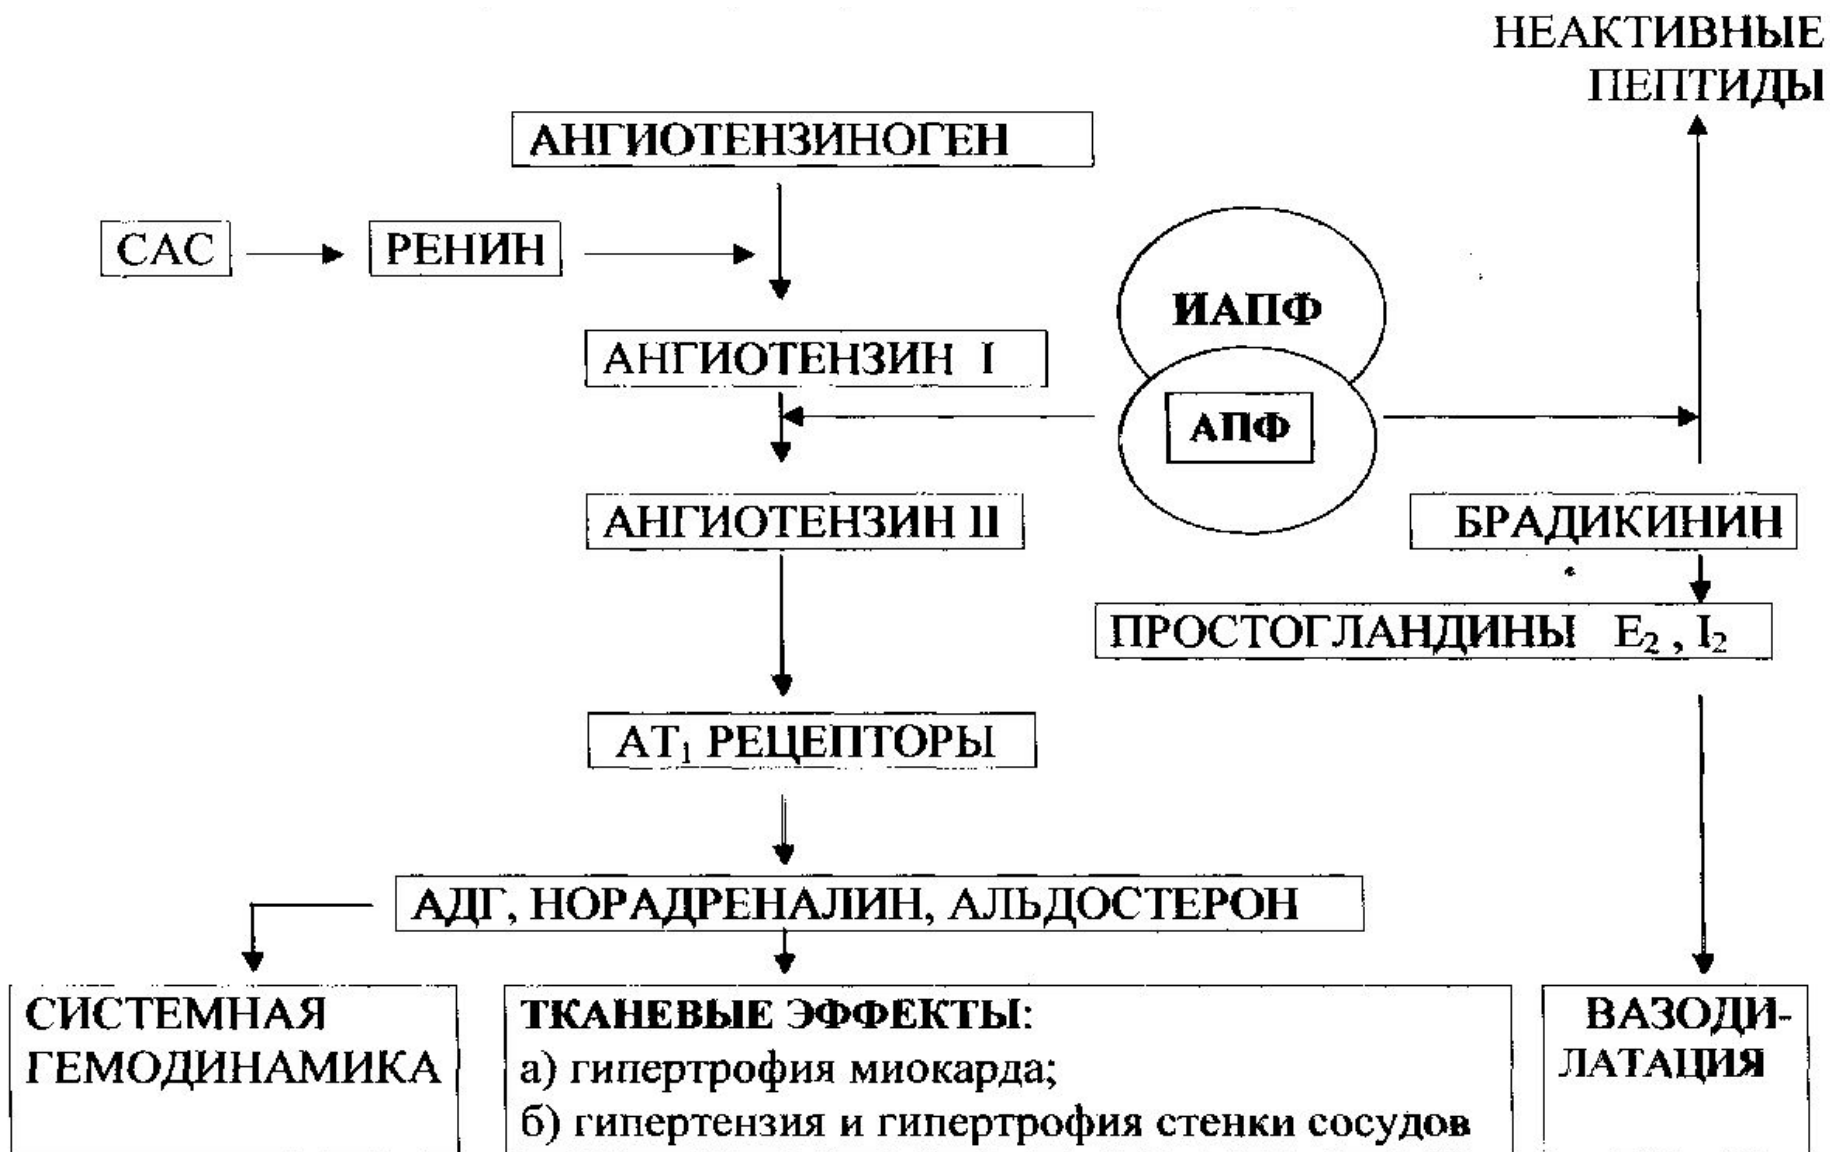 НЕАКТИВНЫЕ
ПЕПТИДЫ
АНГИОТЕНЗИНОГЕН
САС
РЕНИН
АНГИОТЕНЗИН I
ИАПФ
АПФ
АНГИОТЕНЗИН II
БРАДИКИНИН
ПРОСТОГЛАНДИНЫ E₂ , I₂
АТ₁ РЕЦЕПТОРЫ
АДГ, НОРАДРЕНАЛИН, АЛЬДОСТЕРОН
СИСТЕМНАЯ
ГЕМОДИНАМИКА
ТКАНЕВЫЕ ЭФФЕКТЫ:
а) гипертрофия миокарда;
б) гипертензия и гипертрофия стенки сосудов
ВАЗОДИ-
ЛАТАЦИЯ